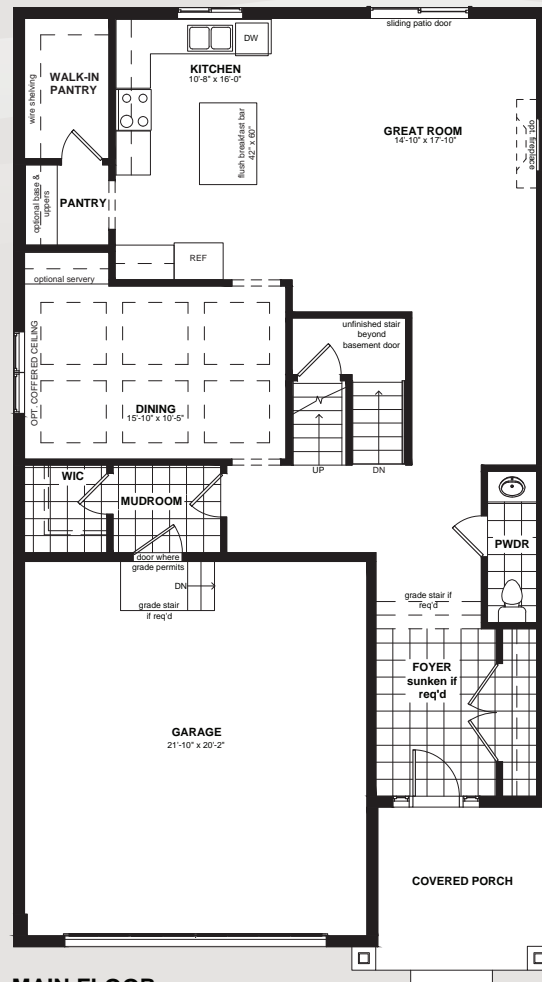 sliding patio door
DW
KITCHEN
10'-8" x 16'-0"
WALK-IN
PANTRY
wire shelving
flush breakfast bar
42" x 60"
GREAT ROOM
14'-10" x 17'-10"
opt. fireplace
optional base &
uppers
PANTRY
REF
optional servery
OPT. COFFERED CEILING
unfinished stair
beyond
basement door
DINING
15'-10" x 10'-5"
UP
DN
WIC
MUDROOM
PWDR
door where
grade permits
DN
grade stair
if req'd
grade stair if
req'd
FOYER
sunken if
req'd
GARAGE
21'-10" x 20'-2"
COVERED PORCH
MAIN FLOOR